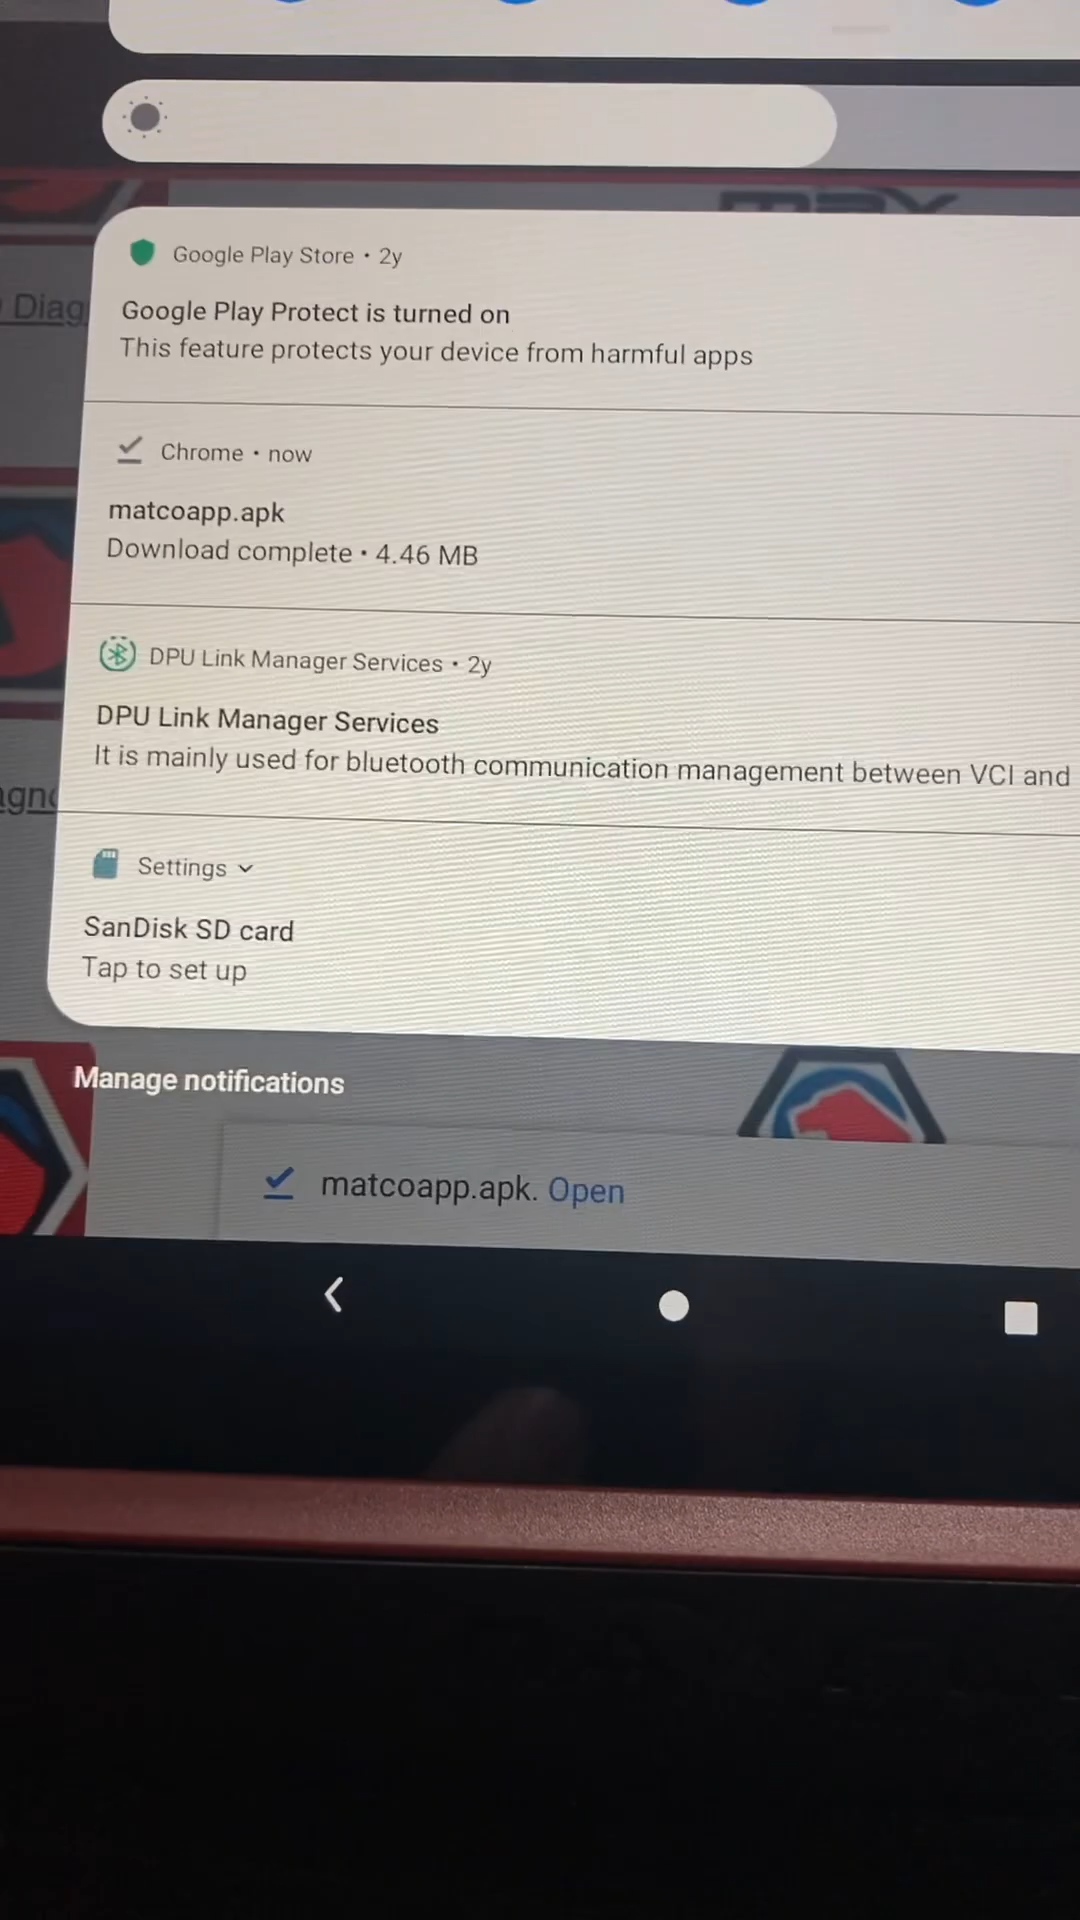 Google Play Store • 2y
Diag
Google Play Protect is turned on
This feature protects your device from harmful apps
Chrome • now
matcoapp.apk
Download complete • 4.46 MB
DPU Link Manager Services • 2y
DPU Link Manager Services
It is mainly used for bluetooth communication management between VCI and
Settings
SanDisk SD card
Tap to set up
Manage notifications
matcoapp.apk. Open